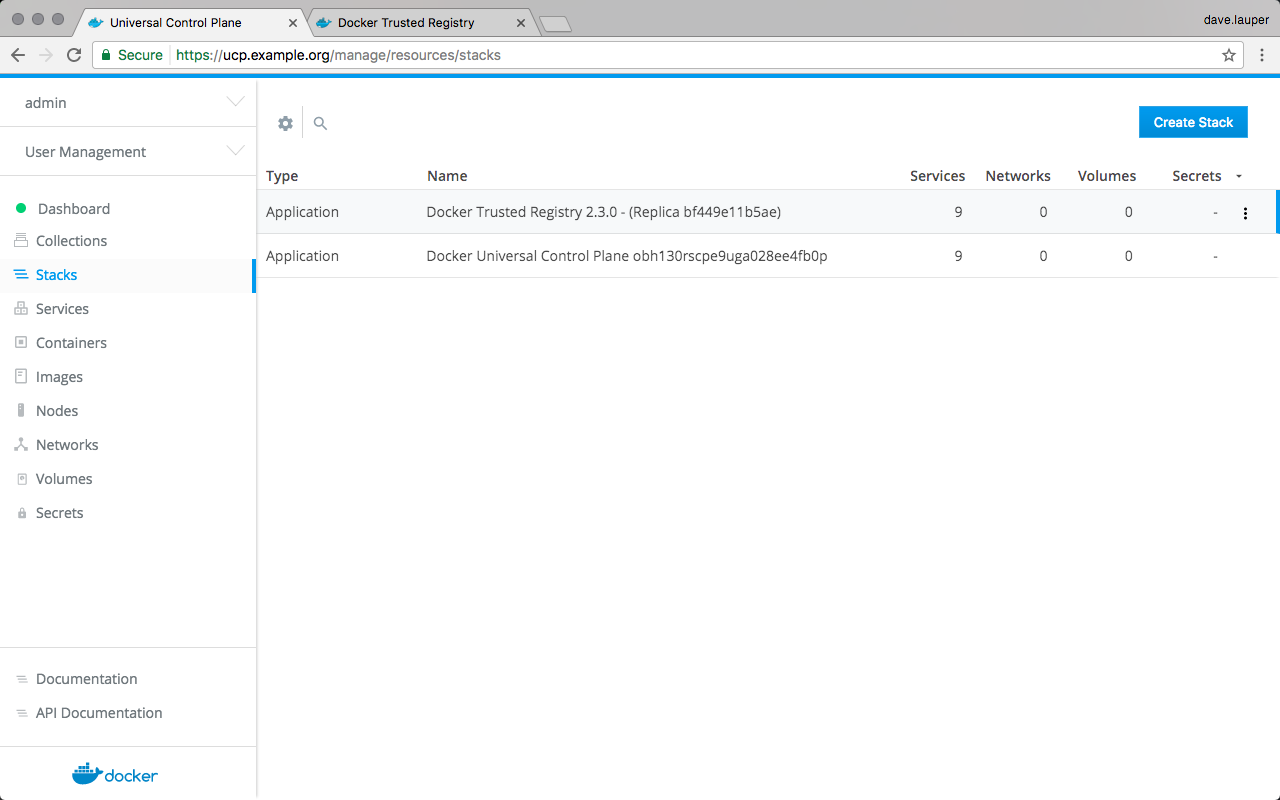 Universal Control Plane
Docker Trusted Registry
dave.lauper
Secure https://ucp.example.org/manage/resources/stacks
admin
User Management
Dashboard
Collections
Stacks
Services
Containers
Images
Nodes
Networks
Volumes
Secrets
Documentation
API Documentation
docker
Create Stack
Type Name Services Networks Volumes Secrets
Application Docker Trusted Registry 2.3.0 - (Replica bf449e11b5ae) 9 0 0 -
Application Docker Universal Control Plane obh130rscpe9uga028ee4fb0p 9 0 0 -